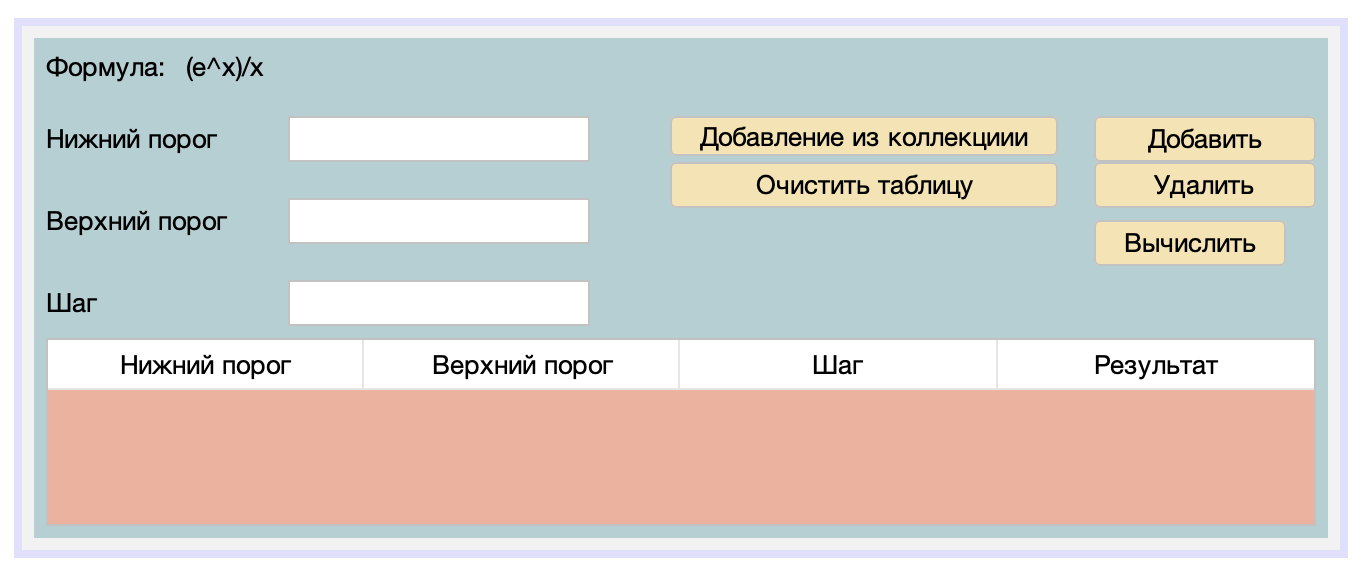 Формула: (e^x)/x
Нижний порог
Добавление из коллекциии
Добавить
Очистить таблицу
Удалить
Верхний порог
Вычислить
Шаг
Нижний порог Верхний порог Шаг Результат